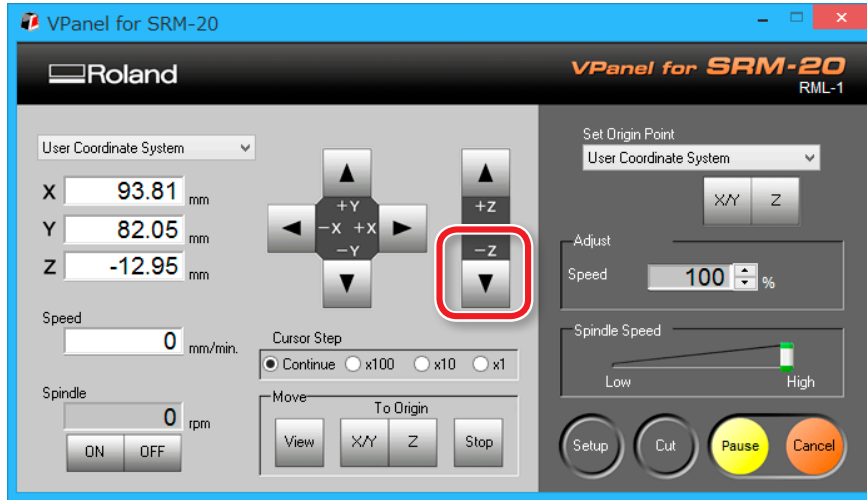 VPanel for SRM-20
Roland
VPanel for SRM-20
RML-1
User Coordinate System
X 93.81 mm
Y 82.05 mm
Z -12.95 mm
Speed
0 mm/min.
Spindle
0 rpm
ON OFF
+Y
-X +X
-Y
+Z
-Z
Cursor Step
Continue x100 x10 x1
Move
To Origin
View X/Y Z Stop
Set Origin Point
User Coordinate System
X/Y Z
Adjust
Speed 100 %
Spindle Speed
Low High
Setup Cut Pause Cancel